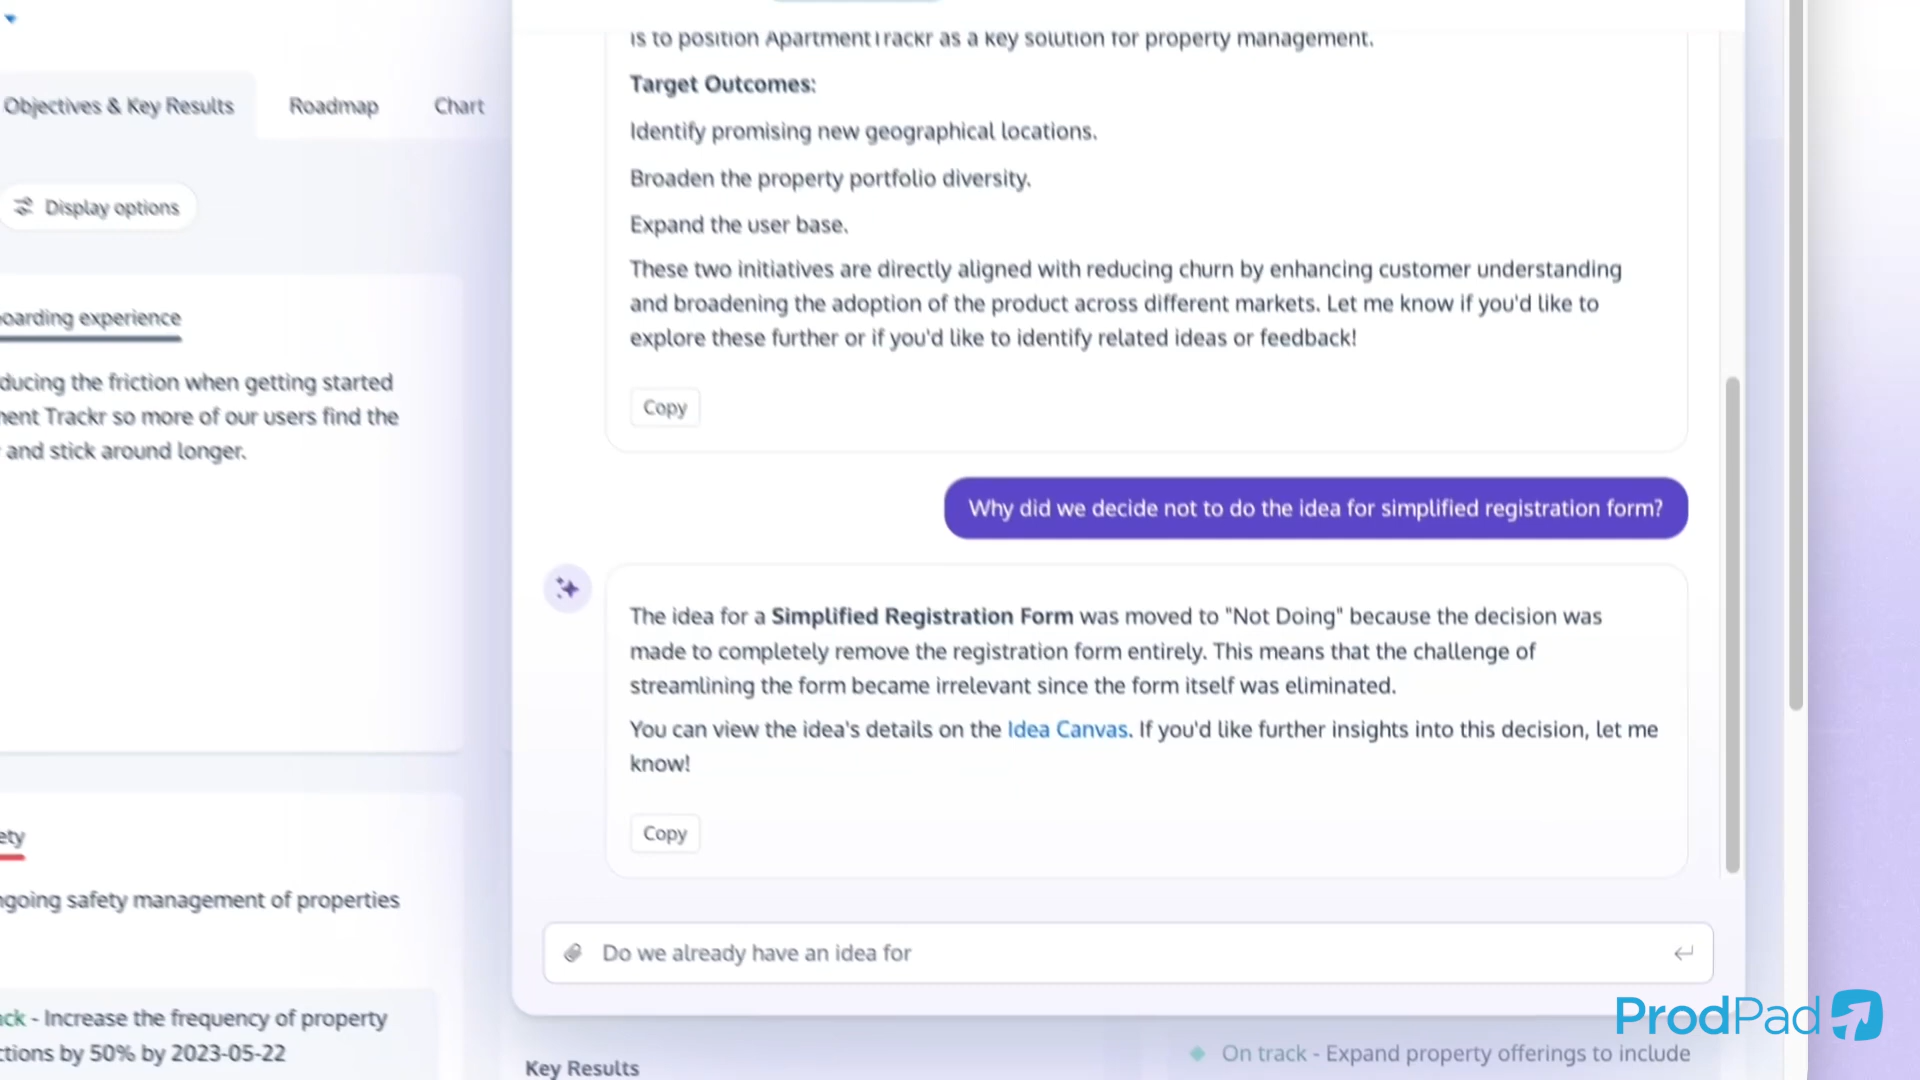 is to position ApartmentTrackr as a key solution for property management.
Target Outcomes:
Objectives & Key Results
Roadmap
Chart
Identify promising new geographical locations.
Broaden the property portfolio diversity.
Display options
Expand the user base.
These two initiatives are directly aligned with reducing churn by enhancing customer understanding
and broadening the adoption of the product across different markets. Let me know if you'd like to
explore these further or if you'd like to identify related ideas or feedback!
Copy
oarding experience
ducing the friction when getting started
nent Trackr so more of our users find the
and stick around longer.
Why did we decide not to do the idea for simplified registration form?
The idea for a Simplified Registration Form was moved to "Not Doing" because the decision was
made to completely remove the registration form entirely. This means that the challenge of
streamlining the form became irrelevant since the form itself was eliminated.
You can view the idea's details on the Idea Canvas. If you'd like further insights into this decision, let me
know!
Copy
ety
ngoing safety management of properties
Do we already have an idea for
ack - Increase the frequency of property
ctions by 50% by 2023-05-22
Key Results
On track - Expand property offerings to include
ProdPad